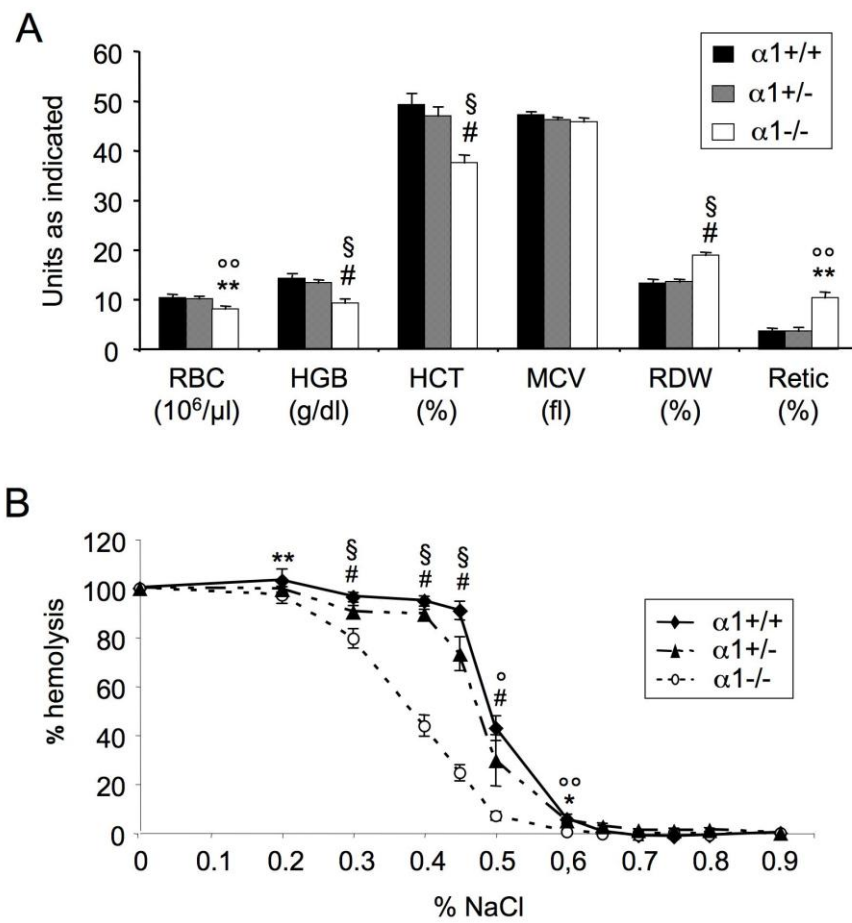 A
60
50
40
30
20
10
0
Units as indicated
α1+/+
α1+/-
α1-/-
°° ** § # § # § # °° **
RBC HGB HCT MCV RDW Retic
(10⁶/µl) (g/dl) (%) (fl) (%) (%)
B
120
100
80
60
40
20
0
% hemolysis
** § # § # § # ° # °° *
α1+/+
α1+/-
α1-/-
0 0.1 0.2 0.3 0.4 0.5 0,6 0.7 0.8 0.9
% NaCl